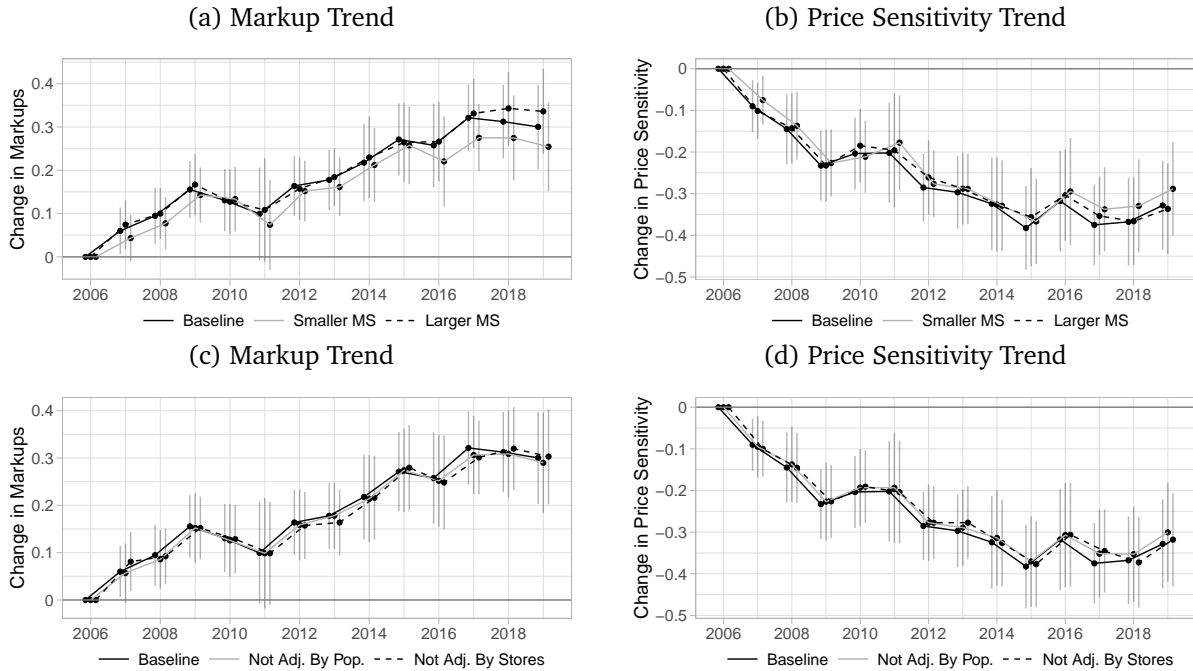 (a) Markup Trend
Change in Markups
0.4
0.3
0.2
0.1
0
2006 2008 2010 2012 2014 2016 2018
Baseline Smaller MS Larger MS
(b) Price Sensitivity Trend
Change in Price Sensitivity
0
−0.1
−0.2
−0.3
−0.4
−0.5
2006 2008 2010 2012 2014 2016 2018
Baseline Smaller MS Larger MS
(c) Markup Trend
Change in Markups
0.4
0.3
0.2
0.1
0
2006 2008 2010 2012 2014 2016 2018
Baseline Not Adj. By Pop. Not Adj. By Stores
(d) Price Sensitivity Trend
Change in Price Sensitivity
0
−0.1
−0.2
−0.3
−0.4
−0.5
2006 2008 2010 2012 2014 2016 2018
Baseline Not Adj. By Pop. Not Adj. By Stores